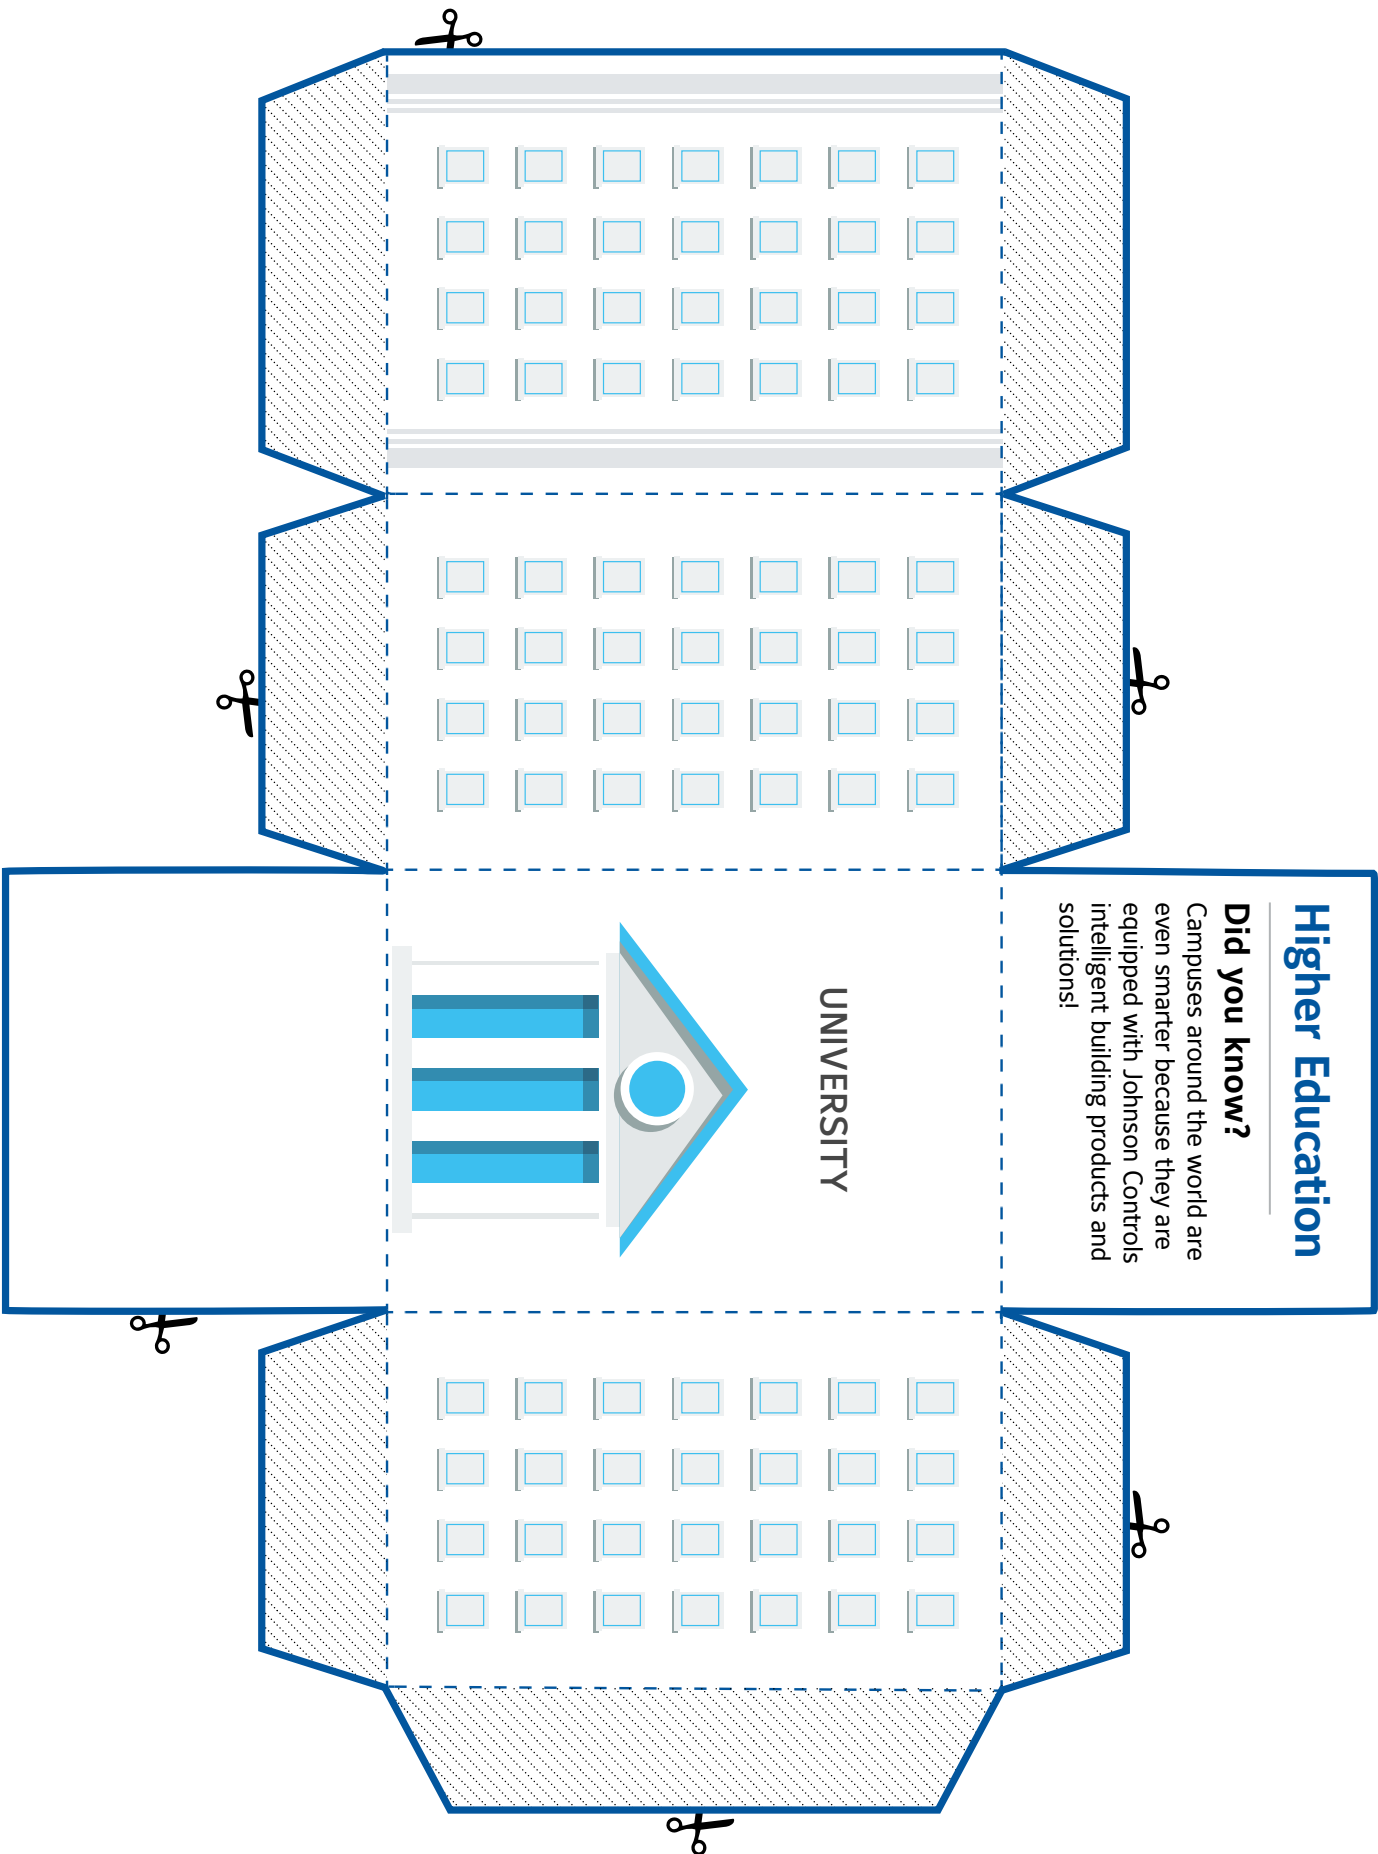 Higher Education
Did you know?
Campuses around the world are
even smarter because they are
equipped with Johnson Controls
intelligent building products and
solutions!
UNIVERSITY